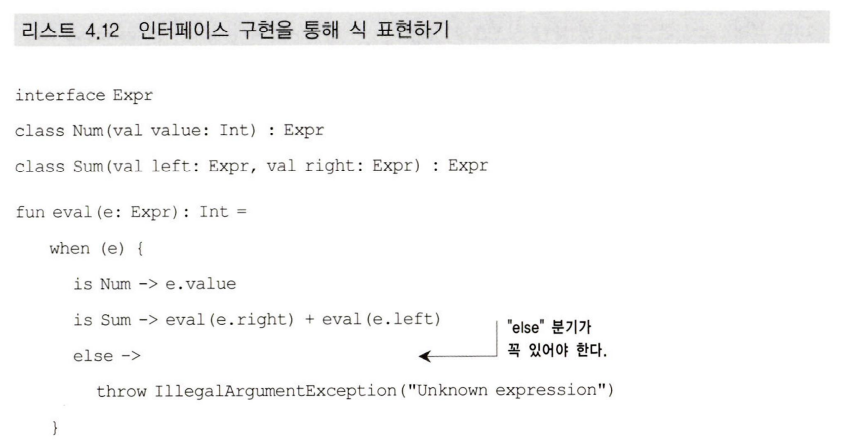 리스트 4.12 인터페이스 구현을 통해 식 표현하기
interface Expr
class Num(val value: Int) : Expr
class Sum(val left: Expr, val right: Expr) : Expr
fun eval(e: Expr): Int =
when (e) {
is Num -> e.value
is Sum -> eval(e.right) + eval(e.left)
else ->
"else" 분기가
꼭 있어야 한다.
throw IllegalArgumentException("Unknown expression")
}